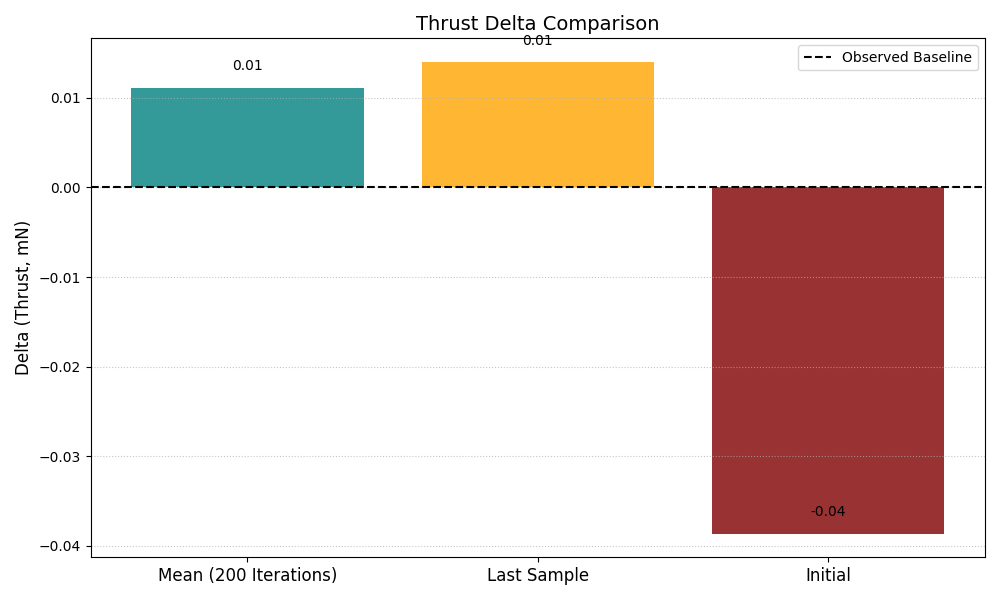 Thrust Delta Comparison
0.01
0.01
Observed Baseline
0.01
0.00
−0.01
−0.02
−0.03
−0.04
-0.04
Delta (Thrust, mN)
Mean (200 Iterations)
Last Sample
Initial